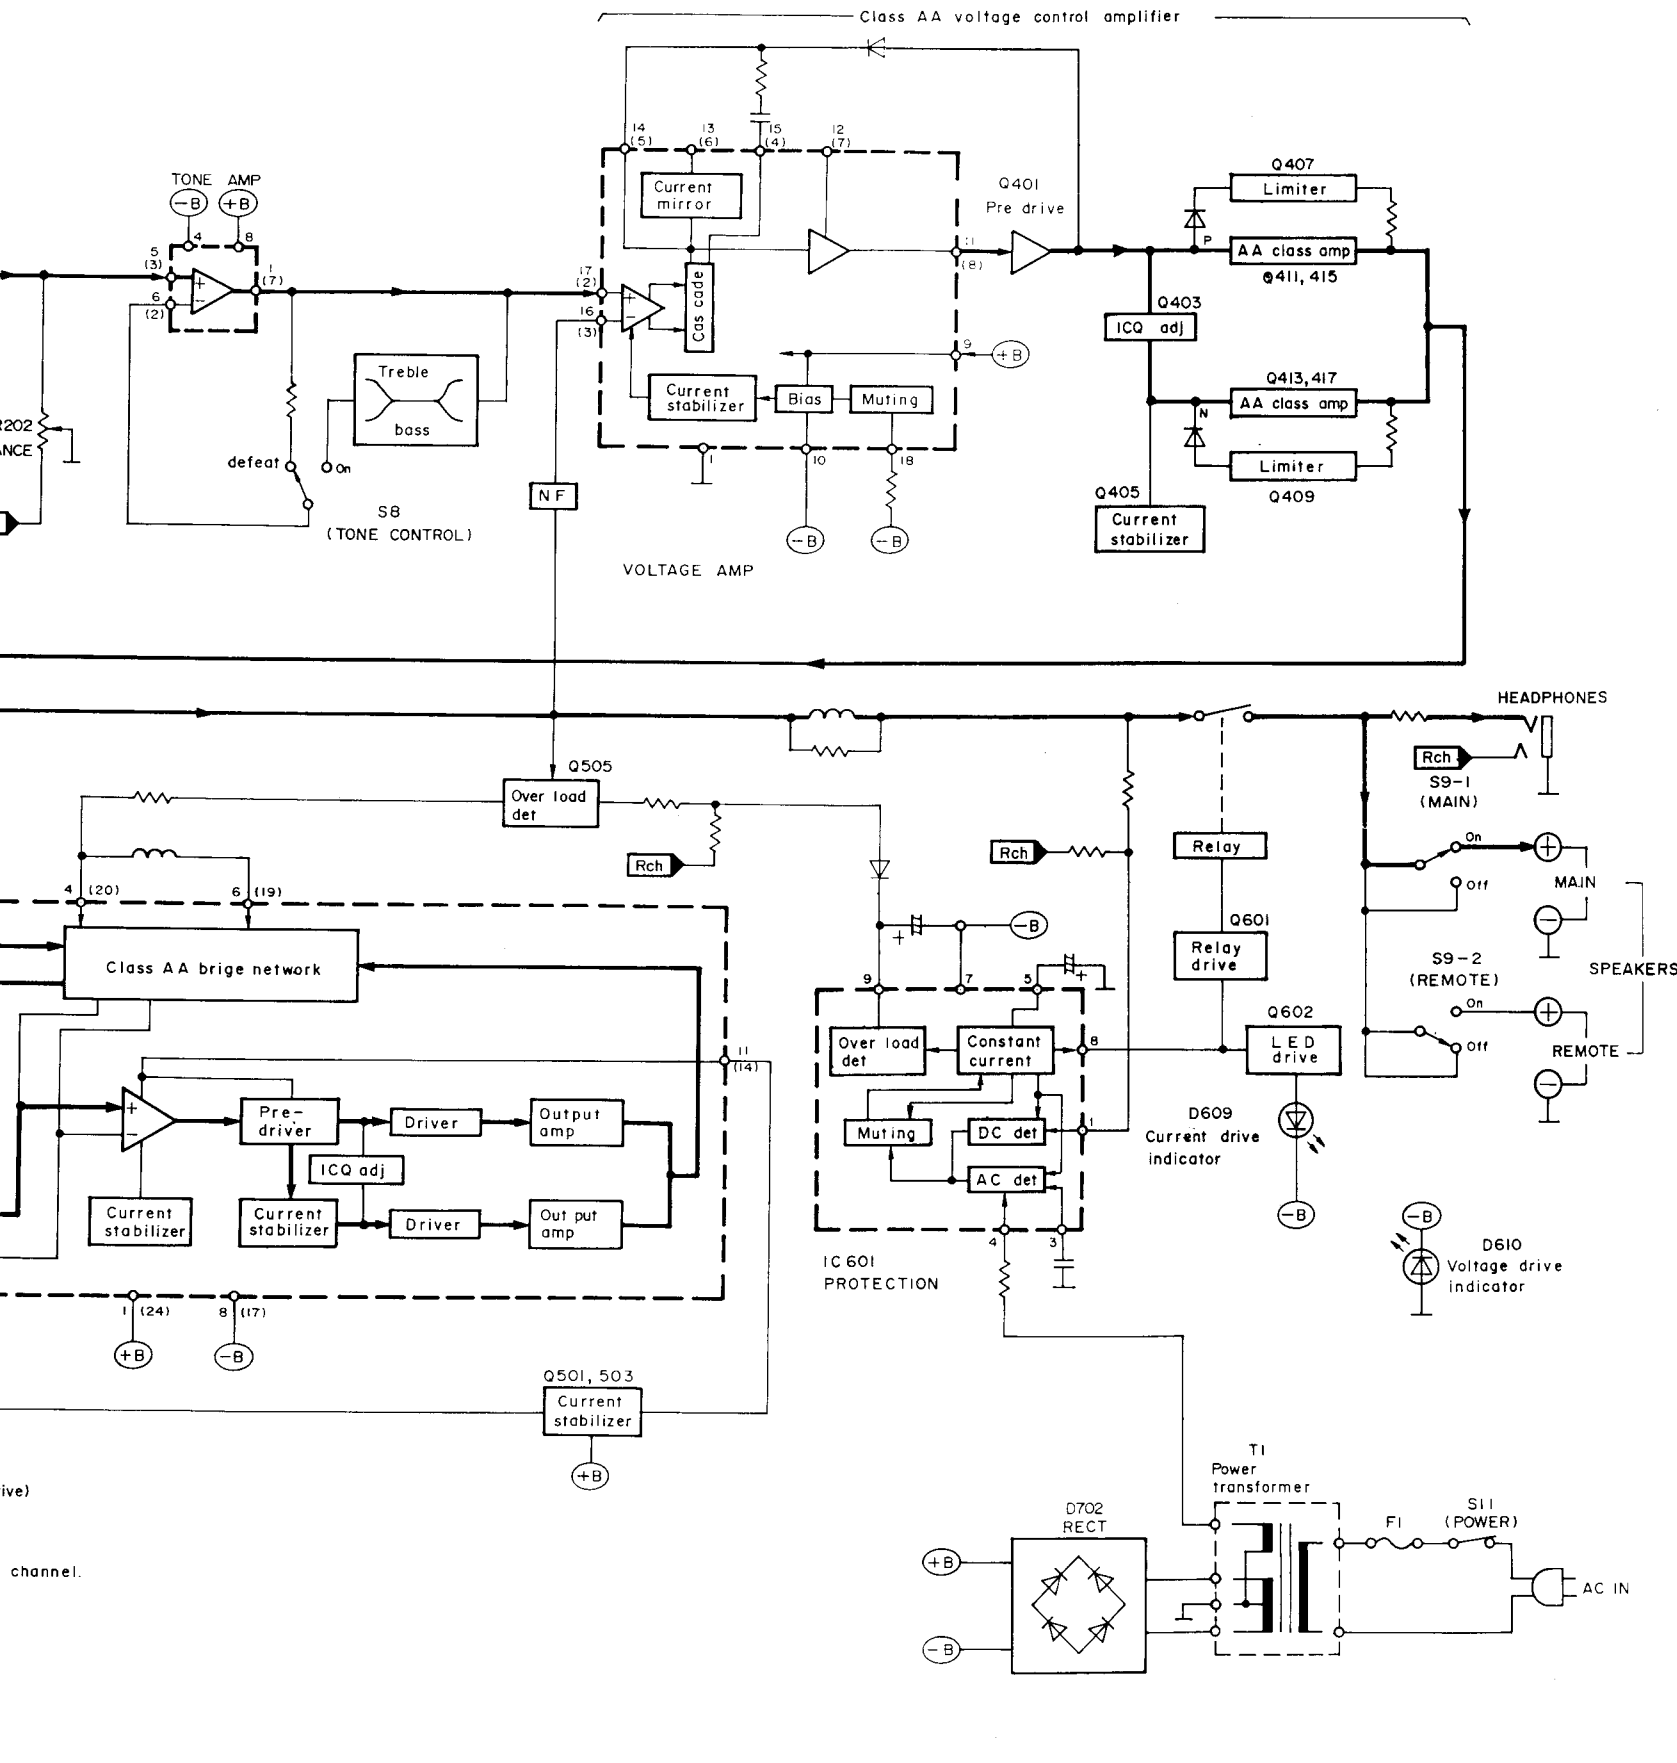 Class AA voltage control amplifier
14
(5)
13
(6)
15
(4)
12
(7)
Current
mirror
Q401
Pre drive
11
(8)
Q407
Limiter
P
AA class amp
Q411, 415
TONE AMP
-B
+B
4
8
5
(3)
+
-
6
(2)
1
(7)
17
(2)
16
(3)
+
-
Cas cade
Q403
ICQ adj
9
+B
Q413, 417
AA class amp
N
Limiter
Q409
Treble
bass
Current
stabilizer
Bias
Muting
1
10
18
R202
defeat
On
S8
(TONE CONTROL)
NF
-B
-B
Q405
Current
stabilizer
VOLTAGE AMP
HEADPHONES
Rch
S9-1
(MAIN)
Q505
Over load
det
Rch
Rch
Relay
On
Off
+
-
MAIN
4
(20)
6
(19)
Class AA brige network
+
-B
9
7
5
+
Q601
Relay
drive
S9-2
(REMOTE)
SPEAKERS
On
Off
+
-
REMOTE
Over load
det
Constant
current
8
Q602
LED
drive
11
(14)
+
-
Pre-
driver
Driver
Output
amp
ICQ adj
Muting
DC det
1
D609
Current drive
indicator
AC det
Current
stabilizer
Current
stabilizer
Driver
Out put
amp
4
3
-B
-B
IC601
PROTECTION
D610
Voltage drive
indicator
1
(24)
8
(17)
+B
-B
Q501, 503
Current
stabilizer
+B
T1
Power
transformer
D702
RECT
F1
S11
(POWER)
+B
-B
AC IN
channel.